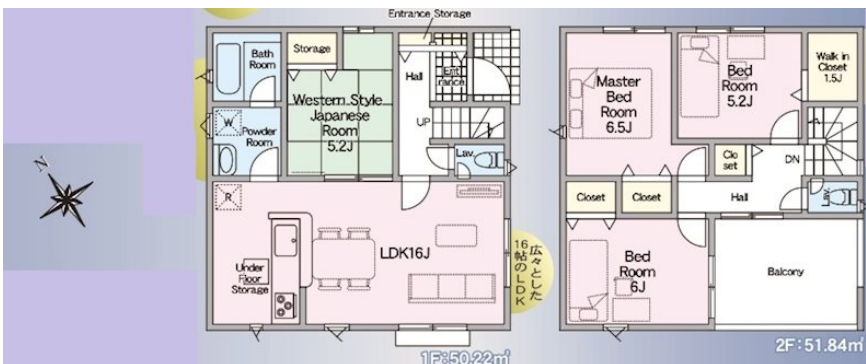 Entrance Storage
Bath
Room
Storage
Hall
Ent
rance
Western Style
Japanese
Room
5.2J
W
Powder
Room
UP
Lav.
R
LDK16J
Under
Floor
Storage
広々とした
16帖のLDK
1F:50.22㎡
Master
Bed
Room
6.5J
Bed
Room
5.2J
Walk in
Closet
1.5J
Clo
set
DN
Closet
Closet
Hall
Lav.
Bed
Room
6J
Balcony
2F:51.84㎡
N